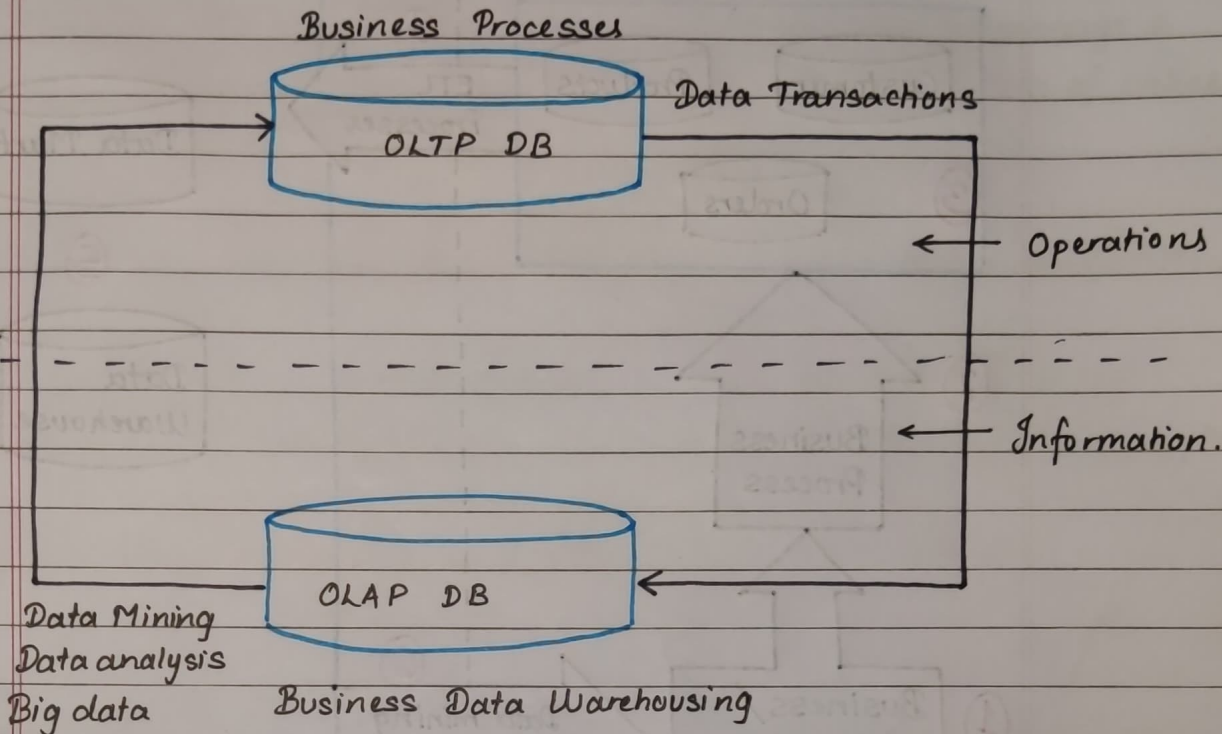 Business Processes
Data Transactions
OLTP DB
Operations
Information.
OLAP DB
Data Mining
Data analysis
Big data
Business Data Warehousing